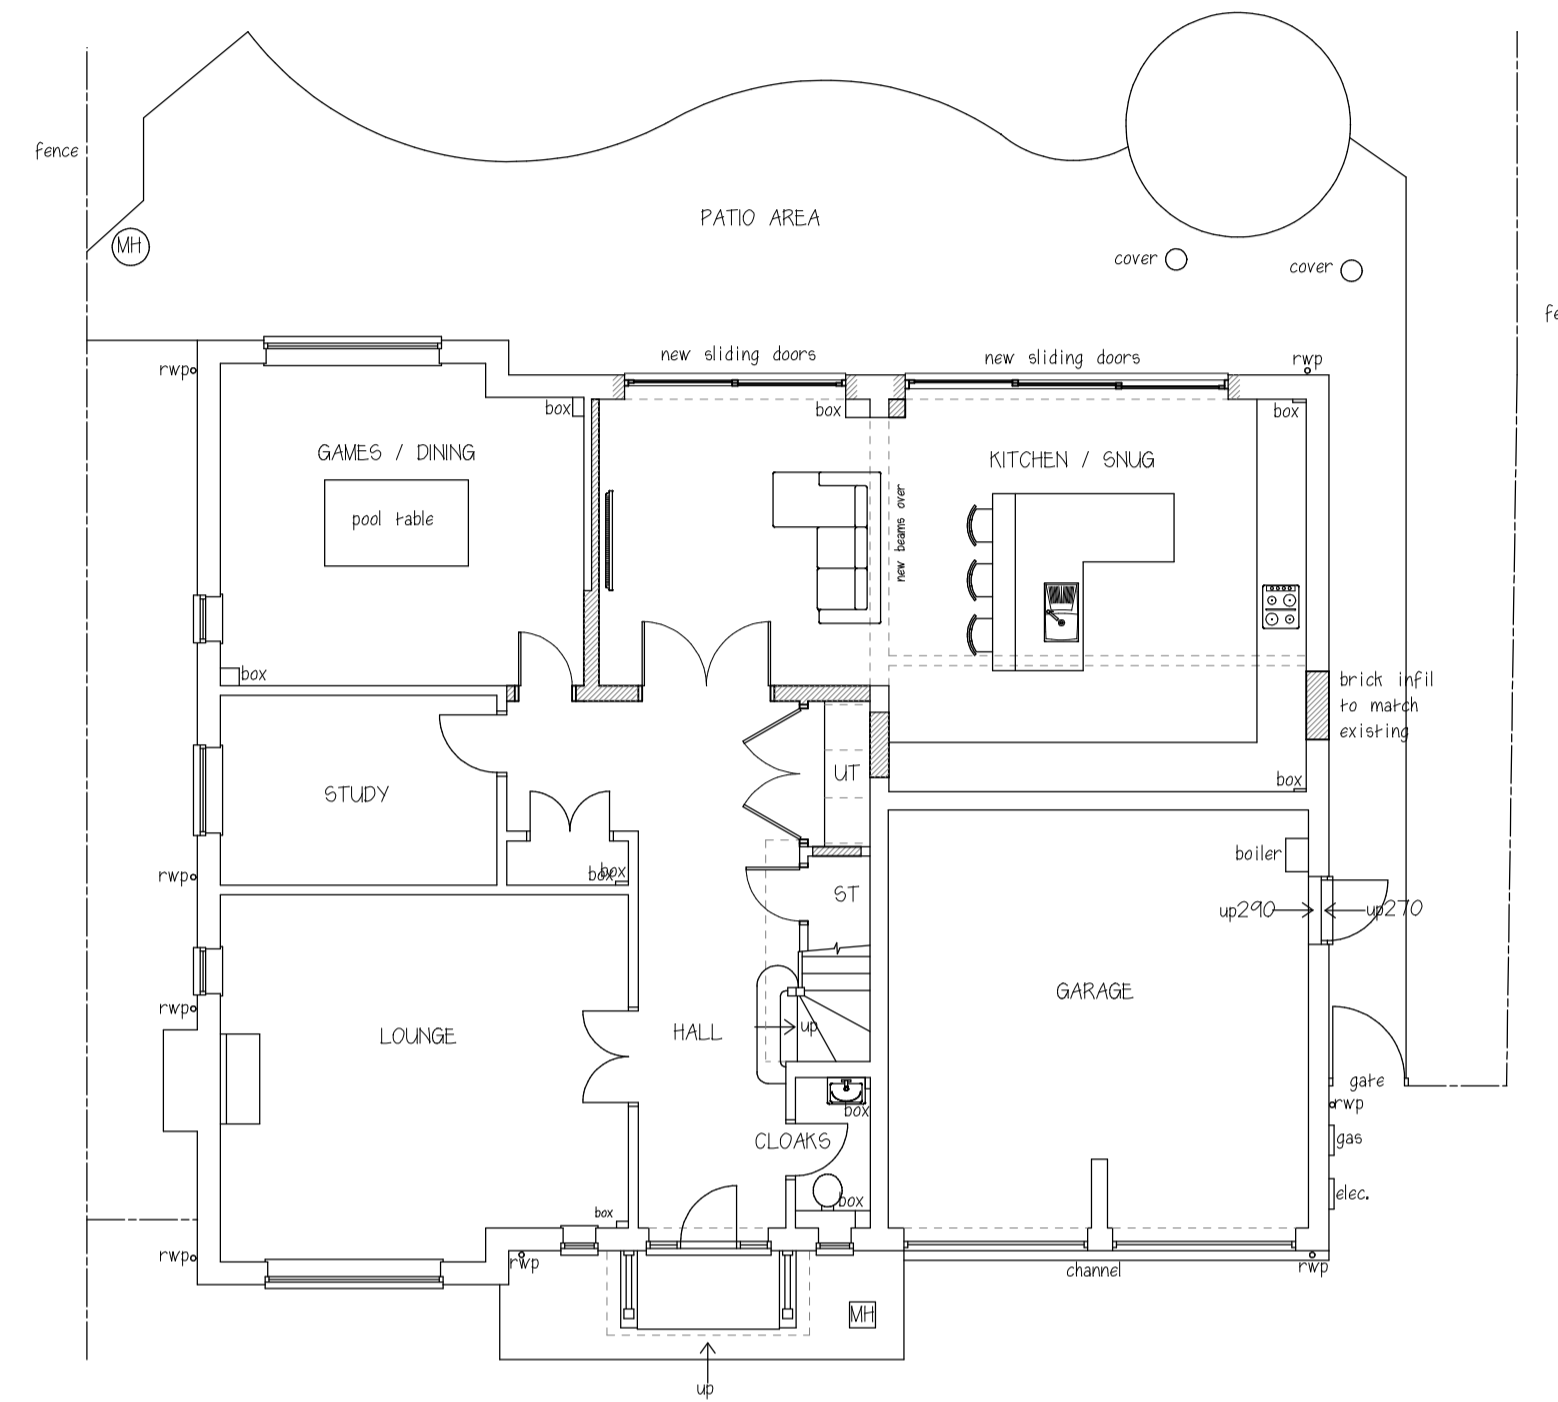 fence
PATIO AREA
MH
cover
cover
fe
new sliding doors
new sliding doors
rwp
rwp
box
box
box
GAMES / DINING
KITCHEN / SNUG
pool table
new beams over
box
brick infil
to match
existing
UT
STUDY
box
boiler
rwp
box
box
ST
up290
up270
GARAGE
rwp
LOUNGE
HALL
up
gate
rwp
box
CLOAKS
gas
elec.
box
box
rwp
rwp
channel
rwp
MH
up